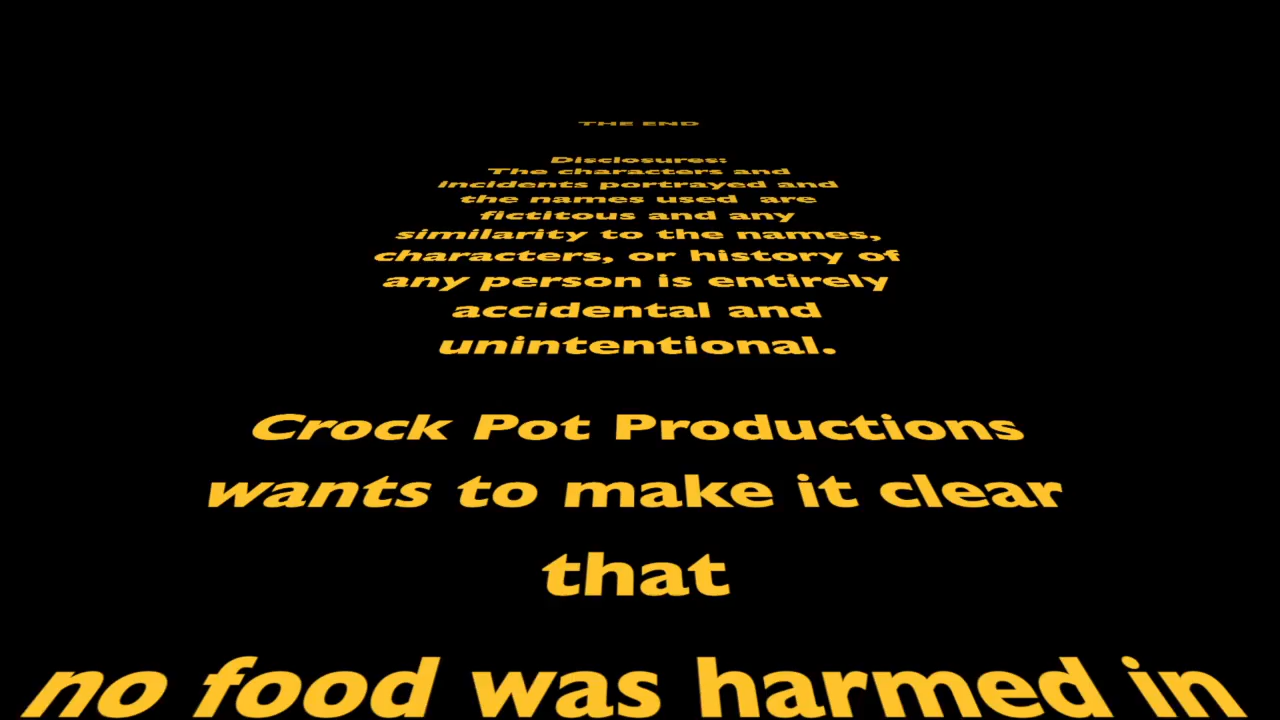 THE END
Disclosures:
The characters and
incidents portrayed and
the names used  are
fictitous and any
similarity to the names,
characters, or history of
any person is entirely
accidental and
unintentional.
Crock Pot Productions
wants to make it clear
that
no food was harmed in